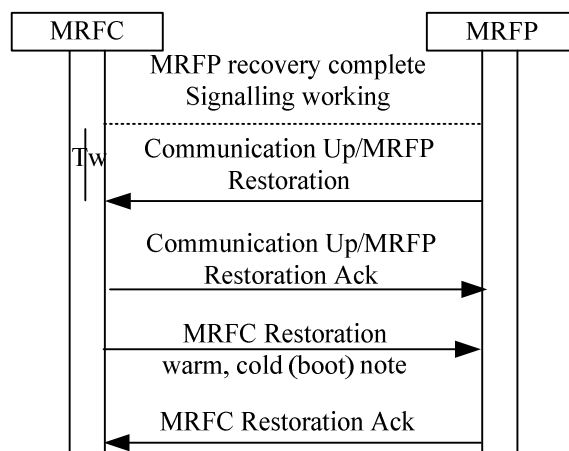 MRFC
MRFP
MRFP recovery complete
Signalling working
Tw
Communication Up/MRFP
Restoration
Communication Up/MRFP
Restoration Ack
MRFC Restoration
warm, cold (boot) note
MRFC Restoration Ack